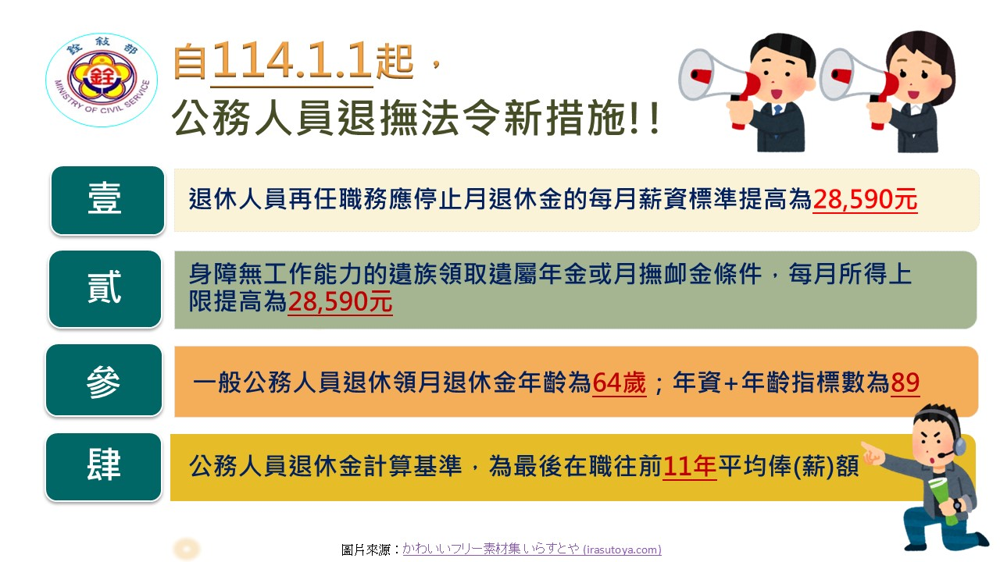 銓敍部
銓
MINISTRY OF CIVIL SERVICE
自114.1.1起，
公務人員退撫法令新措施!!
壹
退休人員再任職務應停止月退休金的每月薪資標準提高為28,590元
貳
身障無工作能力的遺族領取遺屬年金或月撫卹金條件，每月所得上
限提高為28,590元
參
一般公務人員退休領月退休金年齡為64歲；年資+年齡指標數為89
肆
公務人員退休金計算基準，為最後在職往前11年平均俸(薪)額
圖片來源：かわいいフリー素材集 いらすとや (irasutoya.com)